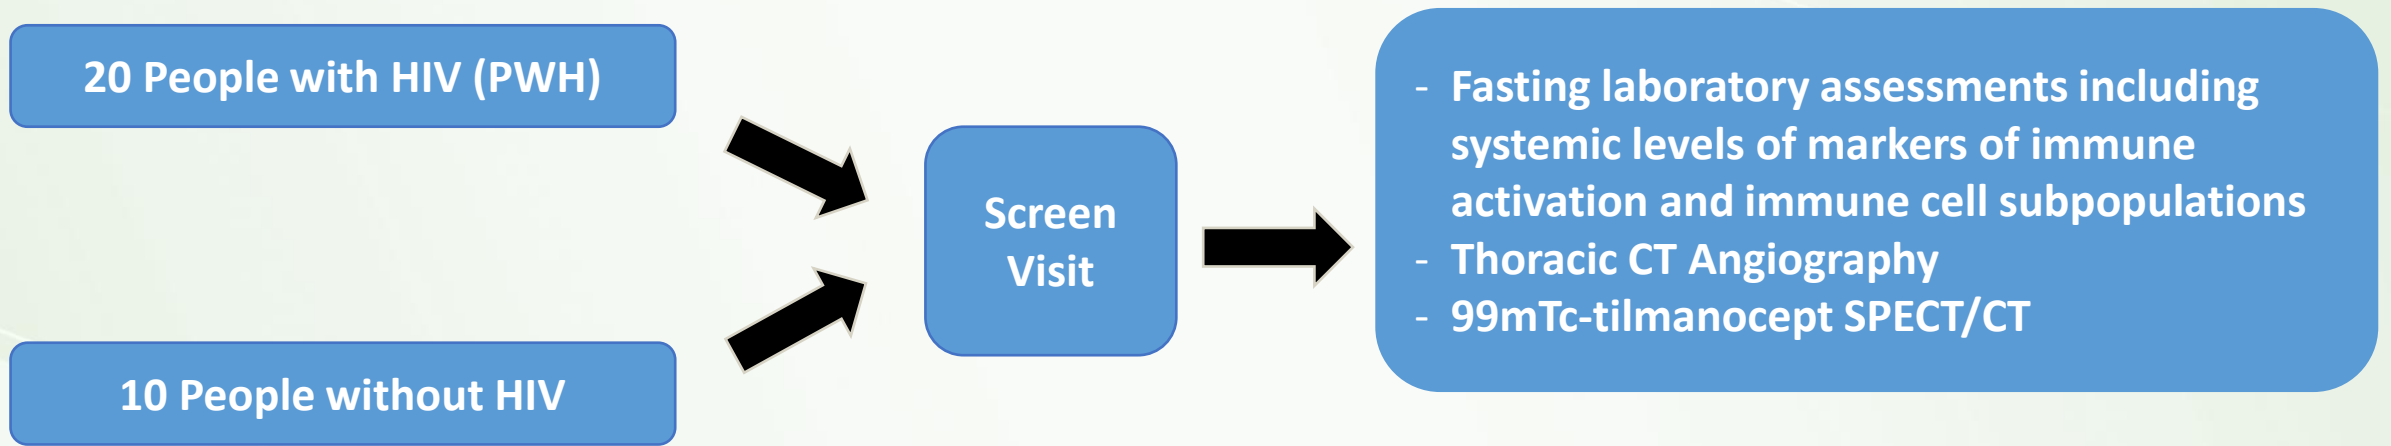 20 People with HIV (PWH)
10 People without HIV
Screen
Visit
- Fasting laboratory assessments including
systemic levels of markers of immune
activation and immune cell subpopulations
- Thoracic CT Angiography
- 99mTc-tilmanocept SPECT/CT